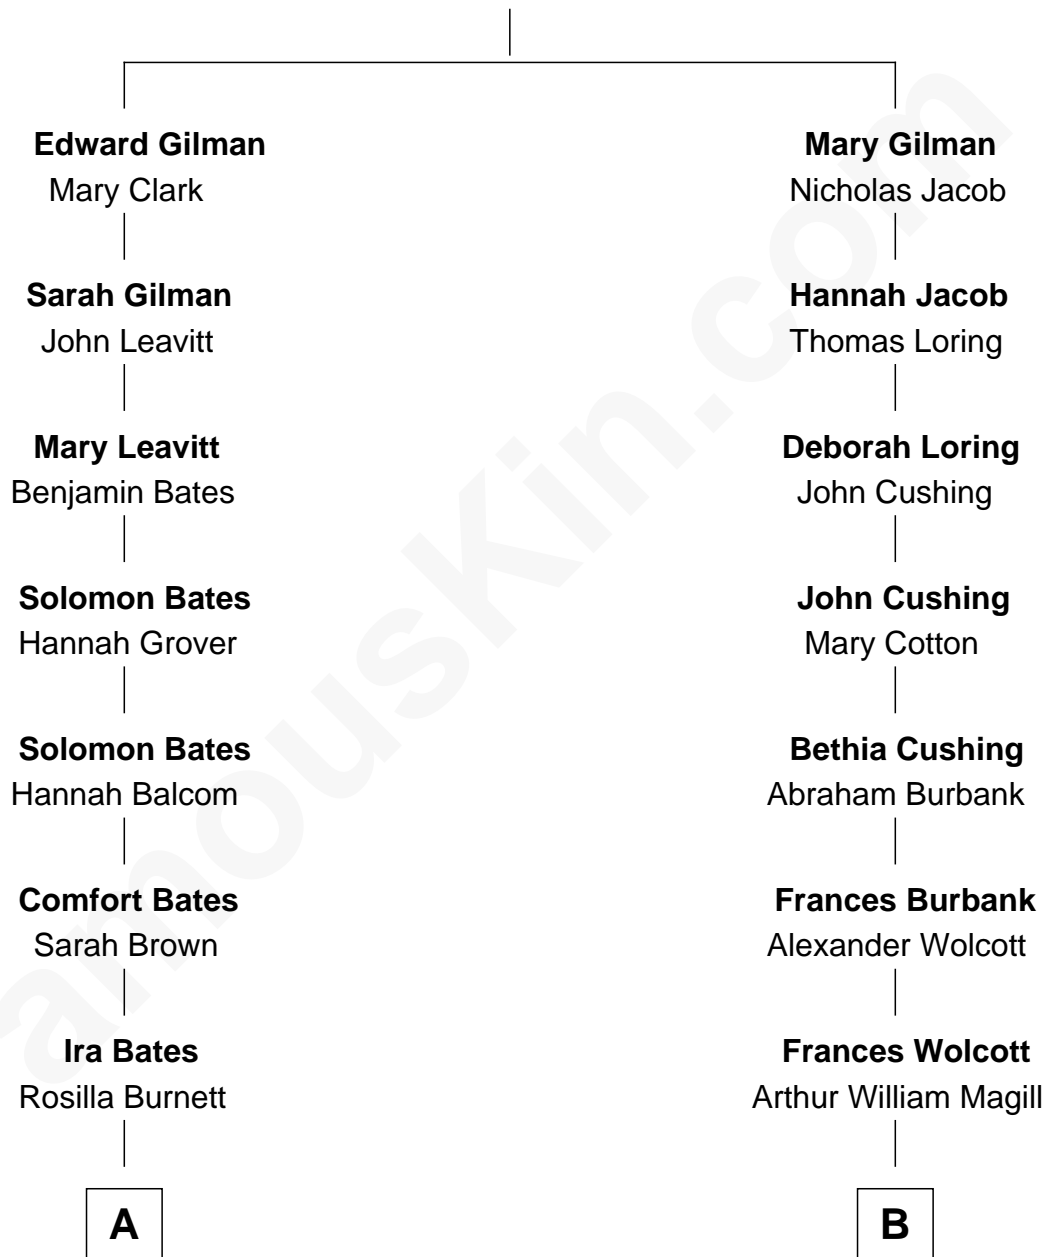 Edward Gilman
Mary Clark
Sarah Gilman
John Leavitt
Mary Leavitt
Benjamin Bates
Solomon Bates
Hannah Grover
Solomon Bates
Hannah Balcom
Comfort Bates
Sarah Brown
Ira Bates
Rosilla Burnett
A
Mary Gilman
Nicholas Jacob
Hannah Jacob
Thomas Loring
Deborah Loring
John Cushing
John Cushing
Mary Cotton
Bethia Cushing
Abraham Burbank
Frances Burbank
Alexander Wolcott
Frances Wolcott
Arthur William Magill
B
amouskin.com